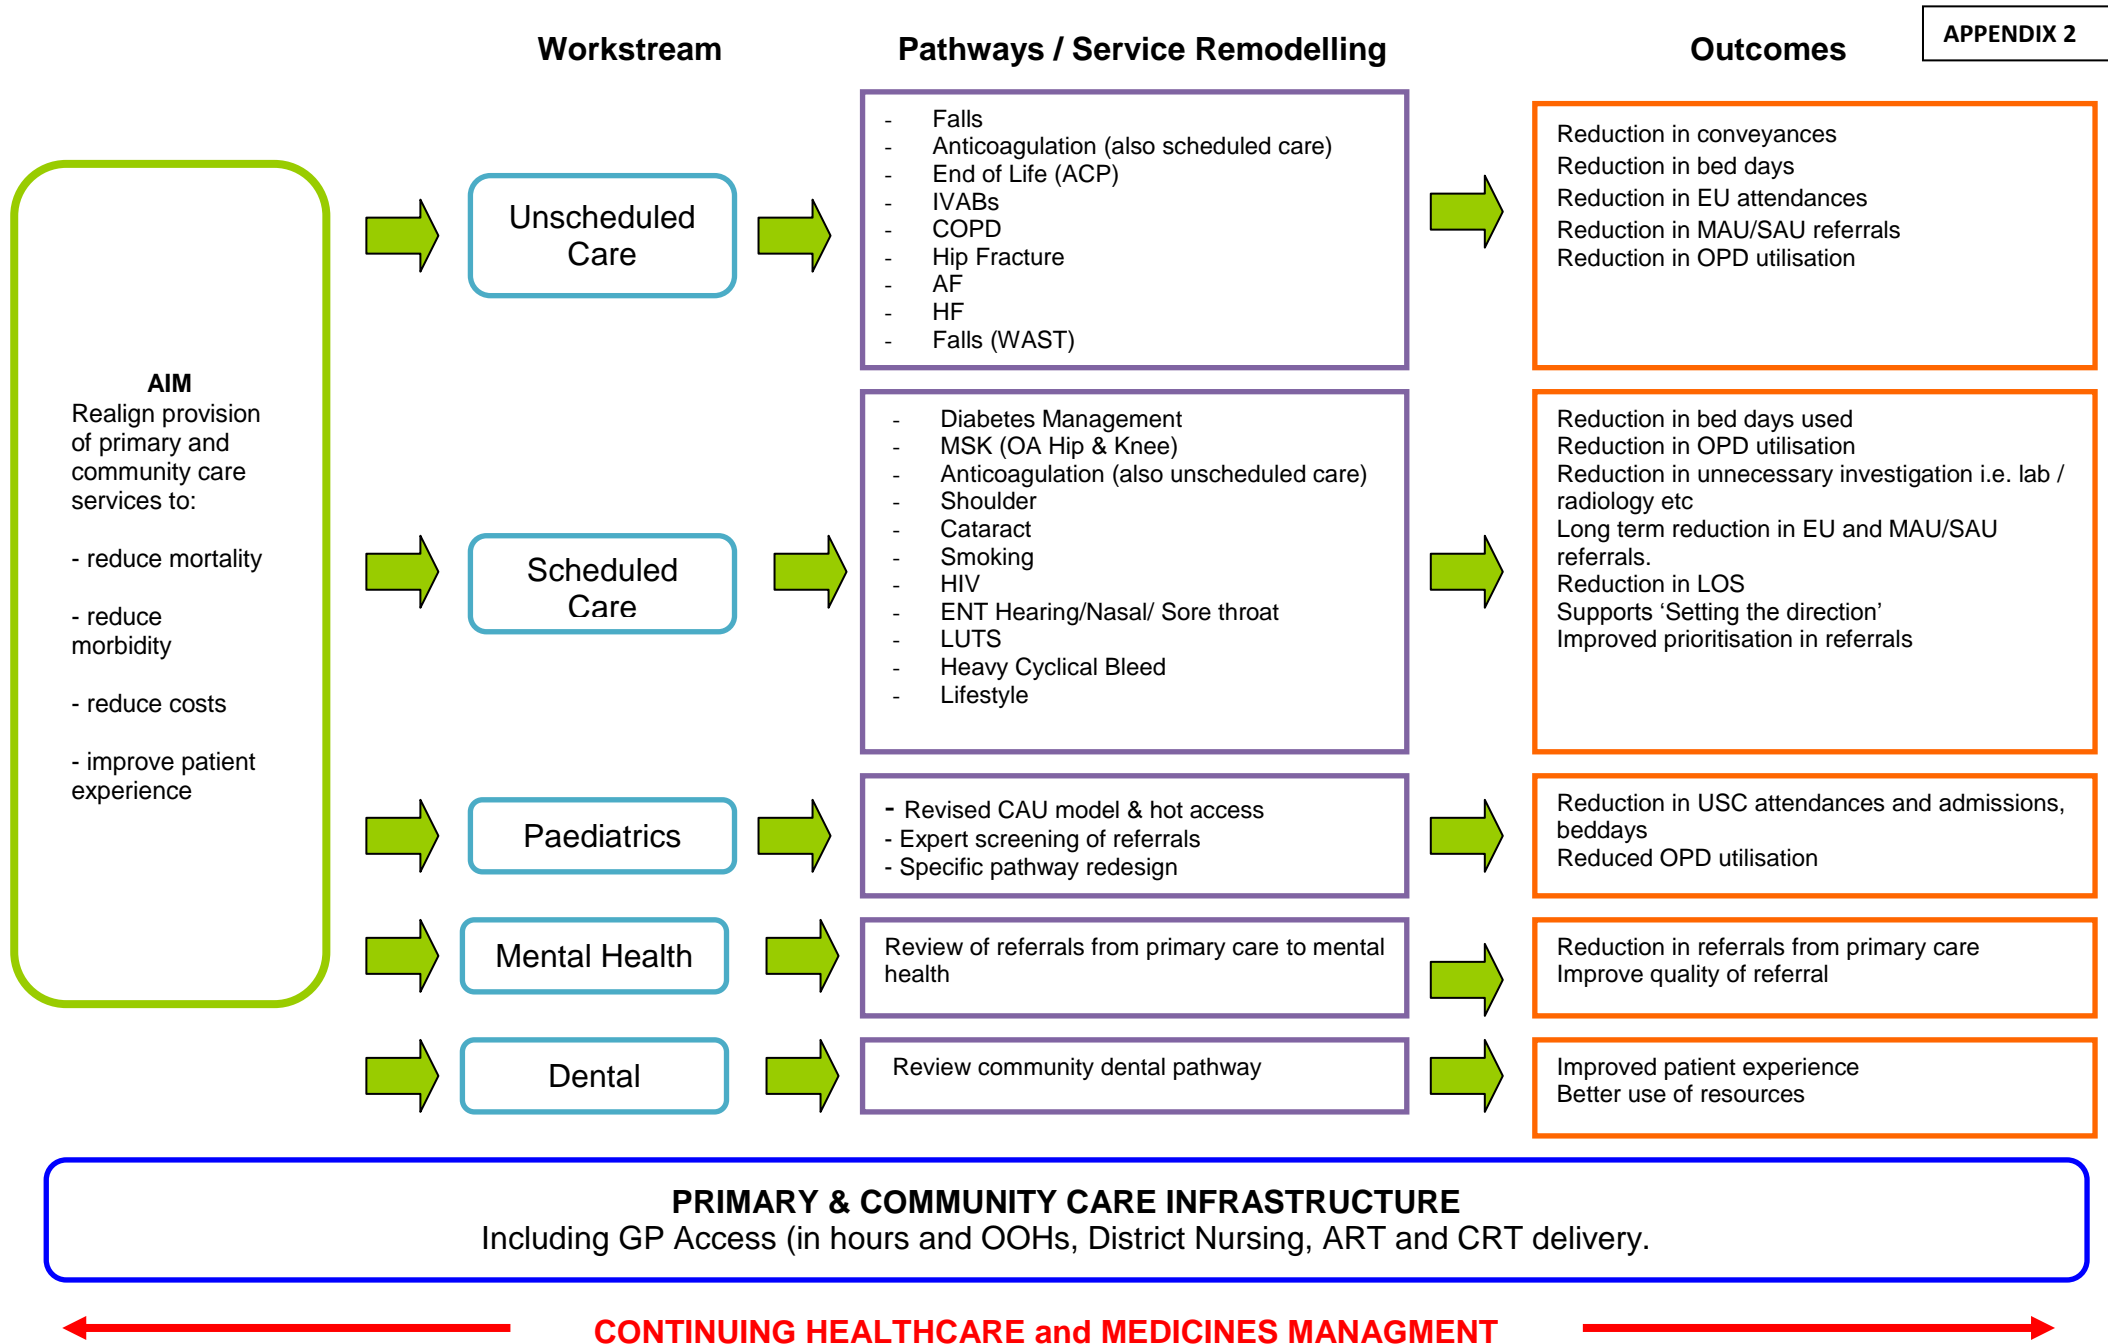 APPENDIX 2
Workstream
Pathways / Service Remodelling
Outcomes
AIM
Realign provision
of primary and
community care
services to:
- reduce mortality
- reduce
morbidity
- reduce costs
- improve patient
experience
Unscheduled
Care
- Falls
- Anticoagulation (also scheduled care)
- End of Life (ACP)
- IVABs
- COPD
- Hip Fracture
- AF
- HF
- Falls (WAST)
Reduction in conveyances
Reduction in bed days
Reduction in EU attendances
Reduction in MAU/SAU referrals
Reduction in OPD utilisation
Scheduled
Care
- Diabetes Management
- MSK (OA Hip & Knee)
- Anticoagulation (also unscheduled care)
- Shoulder
- Cataract
- Smoking
- HIV
- ENT Hearing/Nasal/ Sore throat
- LUTS
- Heavy Cyclical Bleed
- Lifestyle
Reduction in bed days used
Reduction in OPD utilisation
Reduction in unnecessary investigation i.e. lab /
radiology etc
Long term reduction in EU and MAU/SAU
referrals.
Reduction in LOS
Supports ‘Setting the direction’
Improved prioritisation in referrals
Paediatrics
- Revised CAU model & hot access
- Expert screening of referrals
- Specific pathway redesign
Reduction in USC attendances and admissions,
beddays
Reduced OPD utilisation
Mental Health
Review of referrals from primary care to mental
health
Reduction in referrals from primary care
Improve quality of referral
Dental
Review community dental pathway
Improved patient experience
Better use of resources
PRIMARY & COMMUNITY CARE INFRASTRUCTURE
Including GP Access (in hours and OOHs, District Nursing, ART and CRT delivery.
CONTINUING HEALTHCARE and MEDICINES MANAGMENT